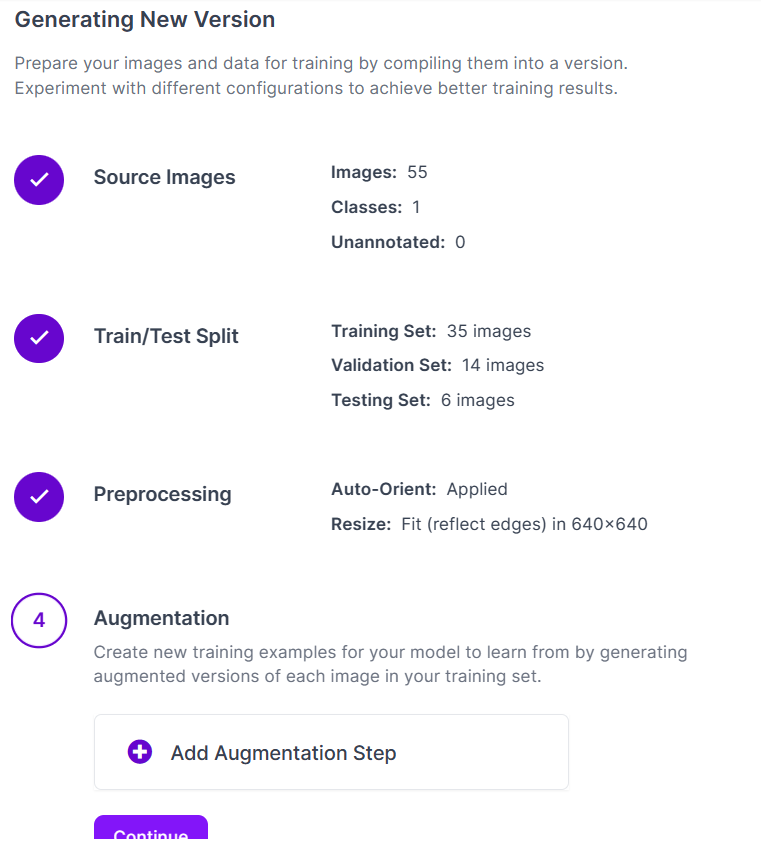 Generating New Version
Prepare your images and data for training by compiling them into a version.
Experiment with different configurations to achieve better training results.
Source Images
Images: 55
Classes: 1
Unannotated: 0
Train/Test Split
Training Set: 35 images
Validation Set: 14 images
Testing Set: 6 images
Preprocessing
Auto-Orient: Applied
Resize: Fit (reflect edges) in 640×640
4
Augmentation
Create new training examples for your model to learn from by generating
augmented versions of each image in your training set.
Add Augmentation Step
Continue